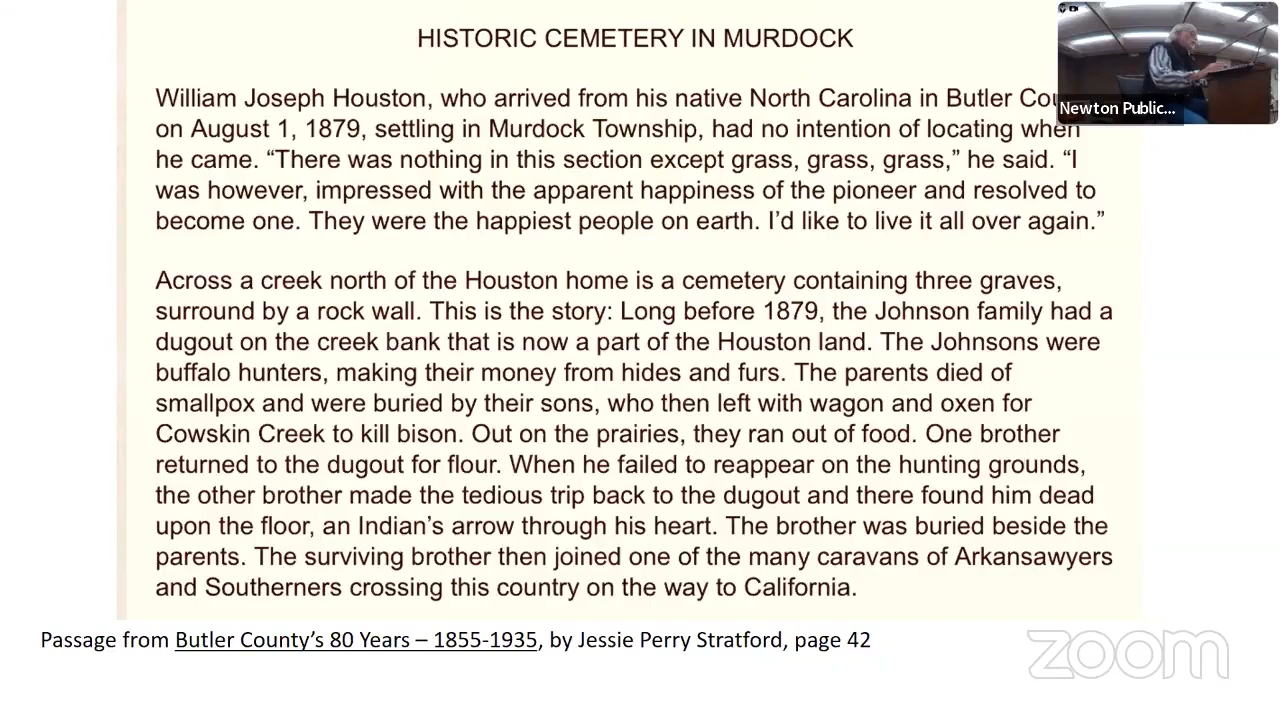 HISTORIC CEMETERY IN MURDOCK
William Joseph Houston, who arrived from his native North Carolina in Butler Cou
on August 1, 1879, settling in Murdock Township, had no intention of locating when
he came. “There was nothing in this section except grass, grass, grass,” he said. “I
was however, impressed with the apparent happiness of the pioneer and resolved to
become one. They were the happiest people on earth. I’d like to live it all over again.”
Across a creek north of the Houston home is a cemetery containing three graves,
surround by a rock wall. This is the story: Long before 1879, the Johnson family had a
dugout on the creek bank that is now a part of the Houston land. The Johnsons were
buffalo hunters, making their money from hides and furs. The parents died of
smallpox and were buried by their sons, who then left with wagon and oxen for
Cowskin Creek to kill bison. Out on the prairies, they ran out of food. One brother
returned to the dugout for flour. When he failed to reappear on the hunting grounds,
the other brother made the tedious trip back to the dugout and there found him dead
upon the floor, an Indian’s arrow through his heart. The brother was buried beside the
parents. The surviving brother then joined one of the many caravans of Arkansawyers
and Southerners crossing this country on the way to California.
Passage from Butler County’s 80 Years – 1855-1935, by Jessie Perry Stratford, page 42
Newton Public...
zoom